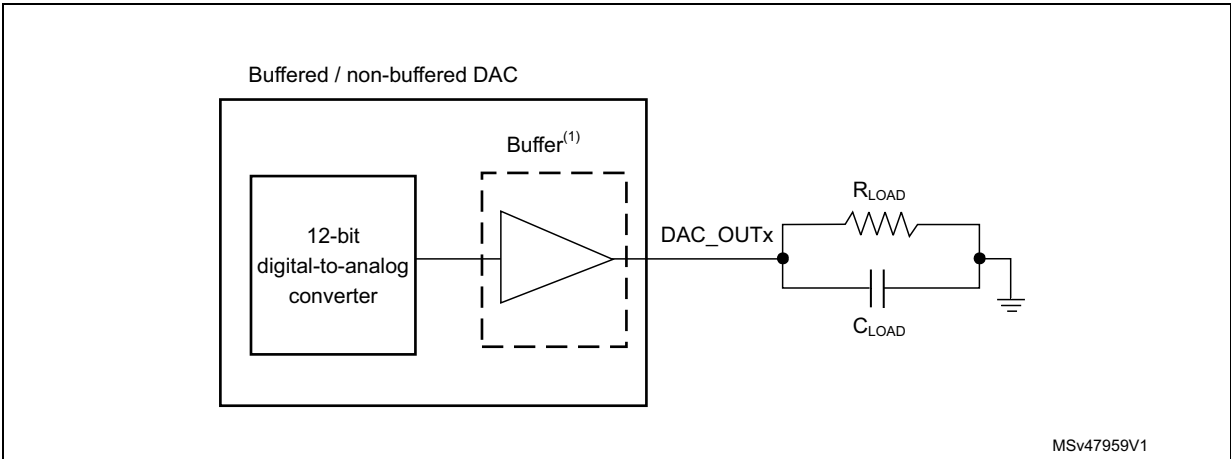 Buffered / non-buffered DAC
Buffer(1)
12-bit
digital-to-analog
converter
DAC_OUTx
RLOAD
CLOAD
MSv47959V1